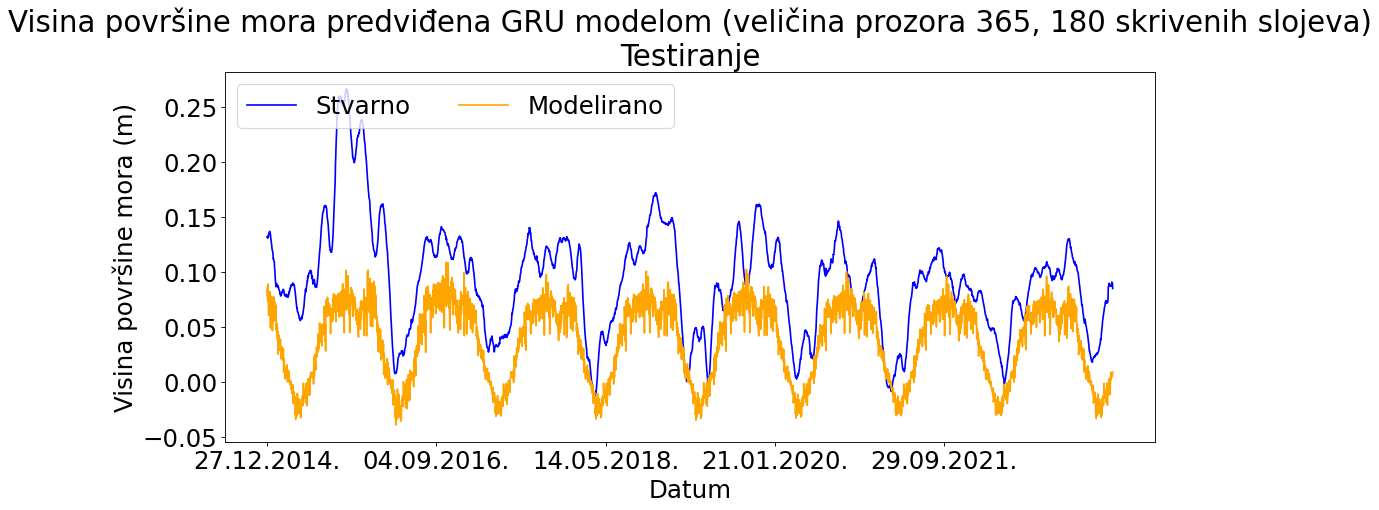 Visina površine mora predviđena GRU modelom (veličina prozora 365, 180 skrivenih slojeva)
Testiranje
Stvarno Modelirano
Visina površine mora (m)
0.25
0.20
0.15
0.10
0.05
0.00
−0.05
27.12.2014. 04.09.2016. 14.05.2018. 21.01.2020. 29.09.2021.
Datum